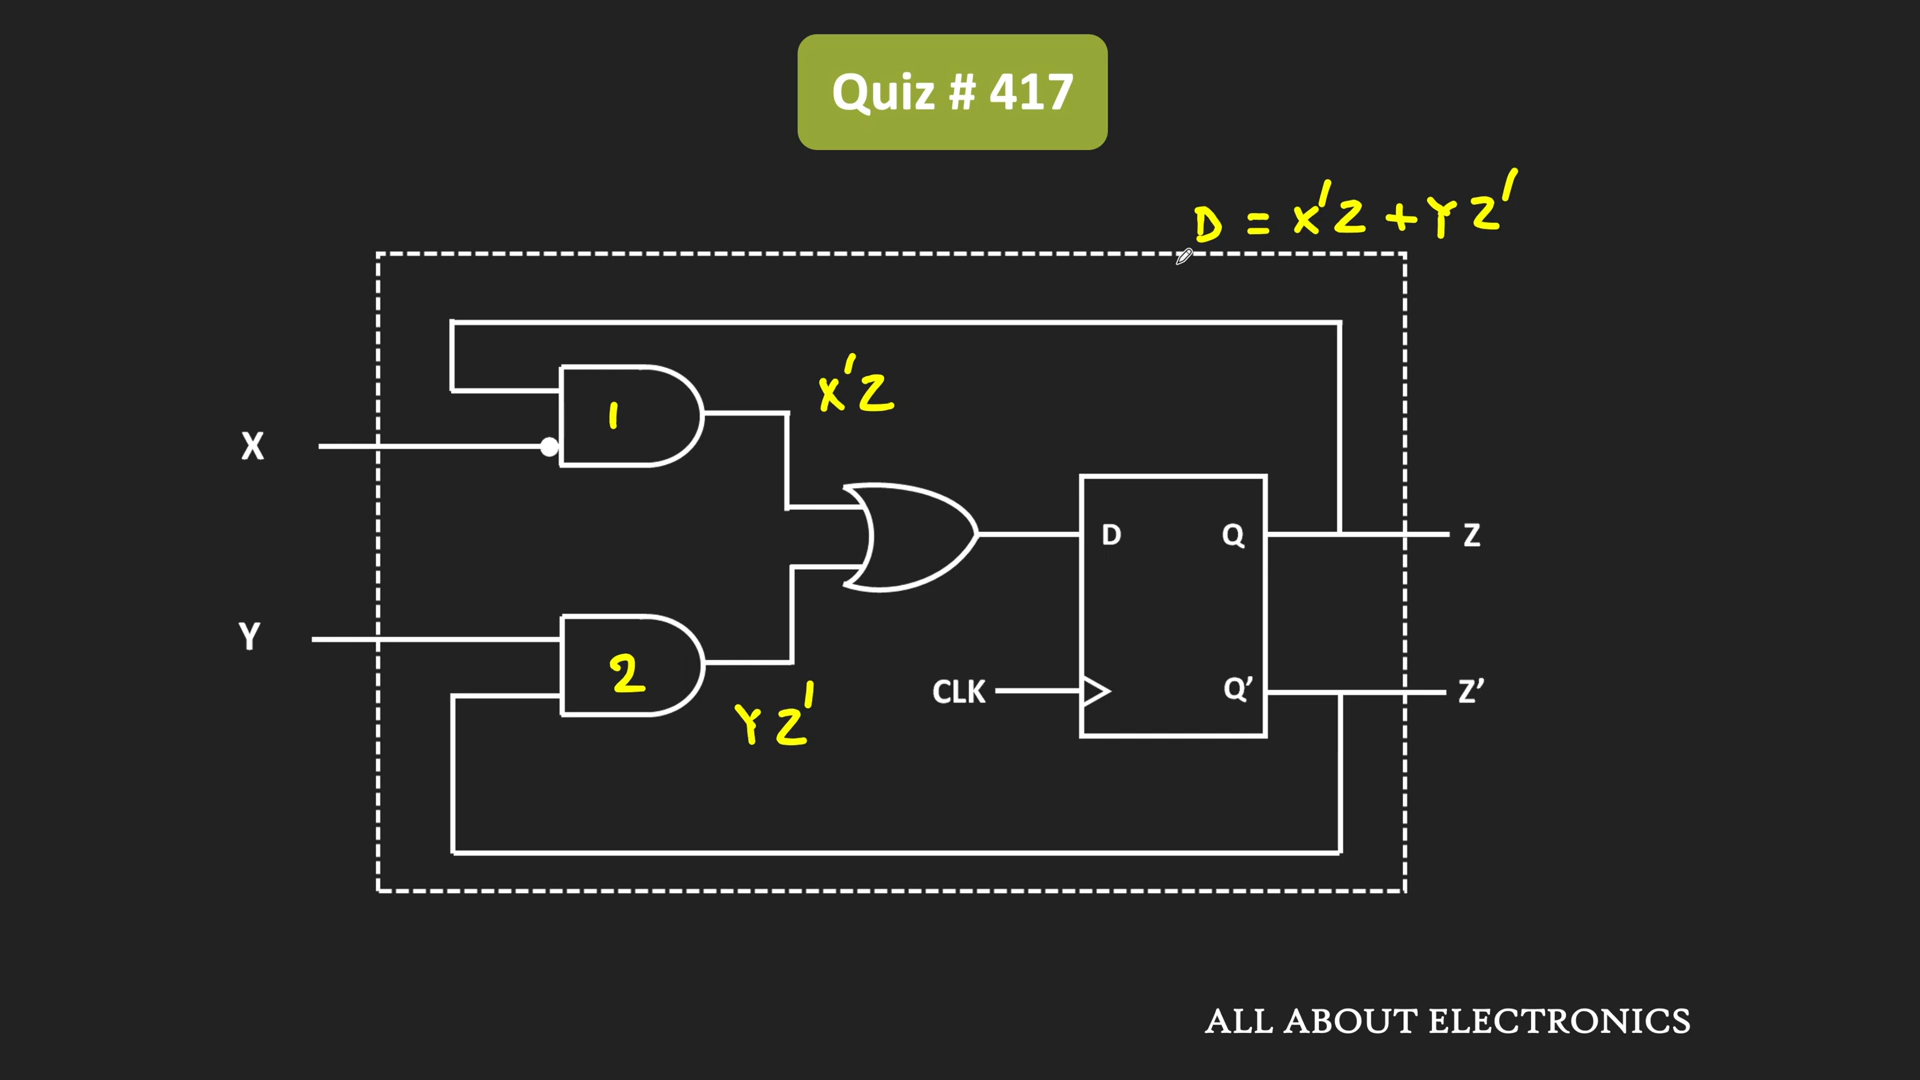 Quiz # 417
D = X'Z + YZ'
X'Z
1
X
D
Q
Z
Y
2
YZ'
CLK
Q’
Z’
ALL ABOUT ELECTRONICS